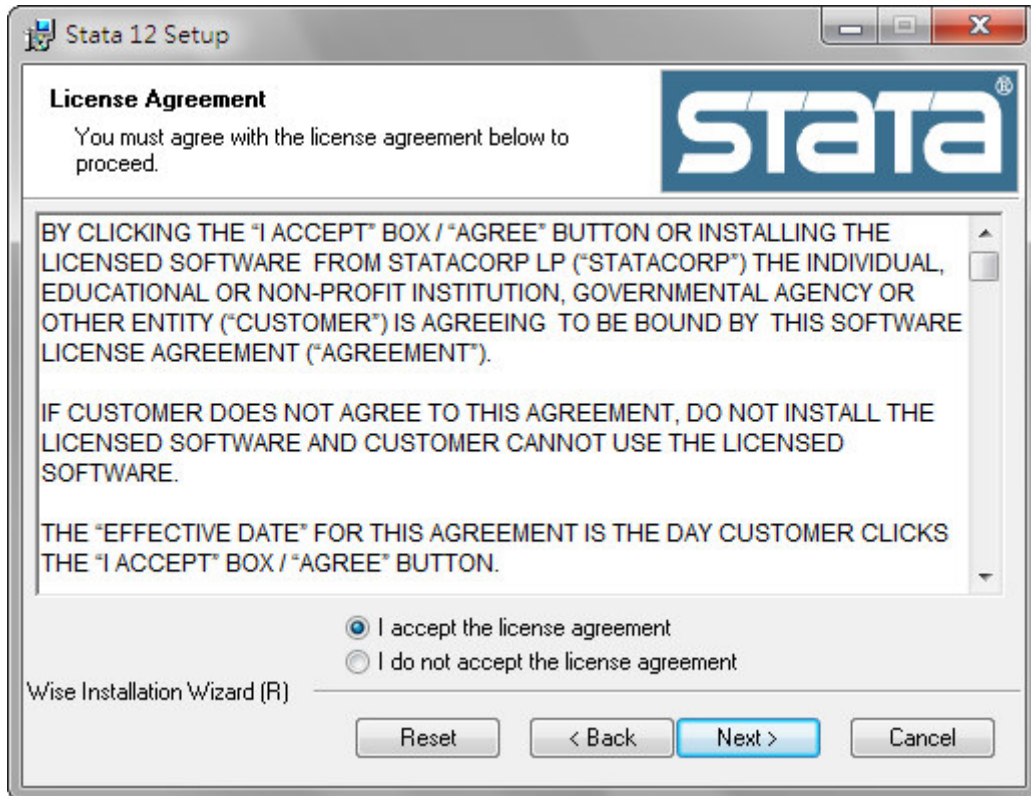 Stata 12 Setup
License Agreement
You must agree with the license agreement below to
proceed.
STATA®
BY CLICKING THE “I ACCEPT” BOX / “AGREE” BUTTON OR INSTALLING THE
LICENSED SOFTWARE  FROM STATACORP LP (“STATACORP”) THE INDIVIDUAL,
EDUCATIONAL OR NON-PROFIT INSTITUTION, GOVERNMENTAL AGENCY OR
OTHER ENTITY (“CUSTOMER”) IS AGREEING  TO BE BOUND BY  THIS SOFTWARE
LICENSE AGREEMENT (“AGREEMENT”).
IF CUSTOMER DOES NOT AGREE TO THIS AGREEMENT, DO NOT INSTALL THE
LICENSED SOFTWARE AND CUSTOMER CANNOT USE THE LICENSED
SOFTWARE.
THE “EFFECTIVE DATE” FOR THIS AGREEMENT IS THE DAY CUSTOMER CLICKS
THE “I ACCEPT” BOX / “AGREE” BUTTON.
I accept the license agreement
I do not accept the license agreement
Wise Installation Wizard (R)
Reset
< Back
Next >
Cancel